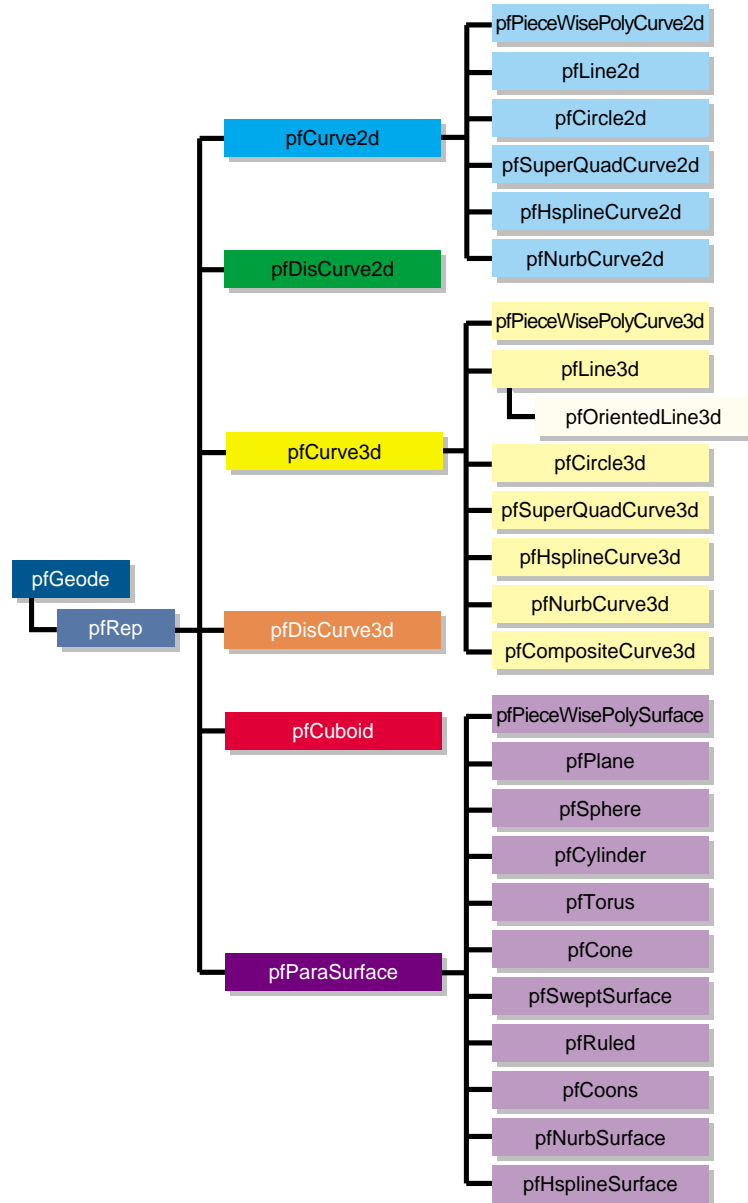 pfGeode
pfRep
pfCurve2d
pfPieceWisePolyCurve2d
pfLine2d
pfCircle2d
pfSuperQuadCurve2d
pfHsplineCurve2d
pfNurbCurve2d
pfDisCurve2d
pfCurve3d
pfPieceWisePolyCurve3d
pfLine3d
pfOrientedLine3d
pfCircle3d
pfSuperQuadCurve3d
pfHsplineCurve3d
pfNurbCurve3d
pfCompositeCurve3d
pfDisCurve3d
pfCuboid
pfParaSurface
pfPieceWisePolySurface
pfPlane
pfSphere
pfCylinder
pfTorus
pfCone
pfSweptSurface
pfRuled
pfCoons
pfNurbSurface
pfHsplineSurface